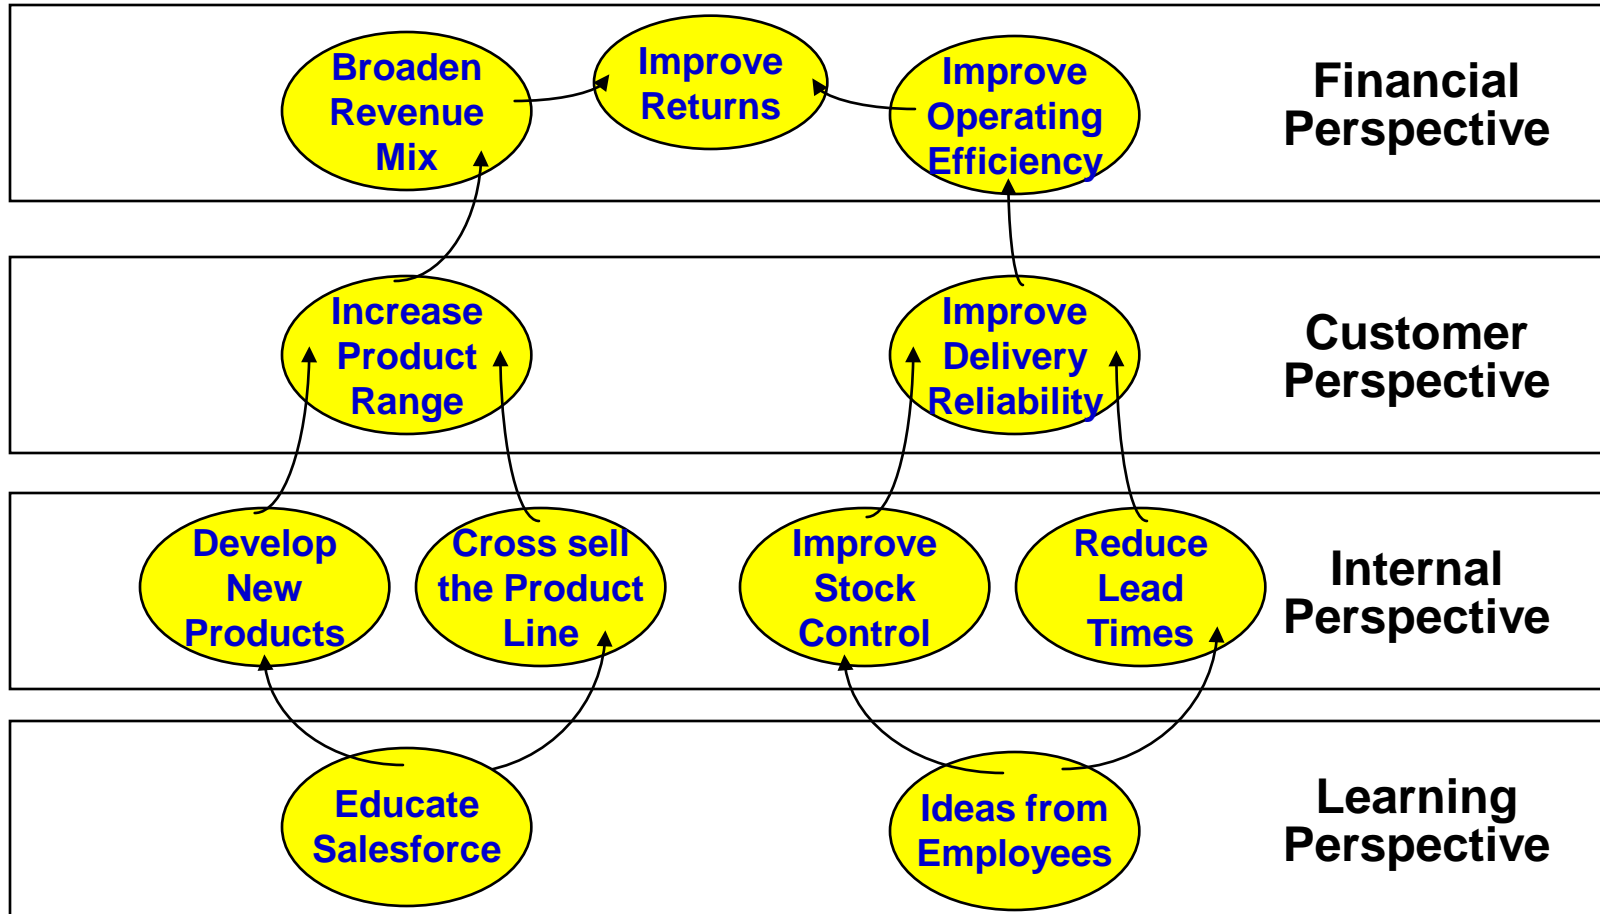 Broaden
Revenue
Mix
Improve
Returns
Improve
Operating
Efficiency
Financial
Perspective
Increase
Product
Range
Improve
Delivery
Reliability
Customer
Perspective
Develop
New
Products
Cross sell
the Product
Line
Improve
Stock
Control
Reduce
Lead
Times
Internal
Perspective
Educate
Salesforce
Ideas from
Employees
Learning
Perspective